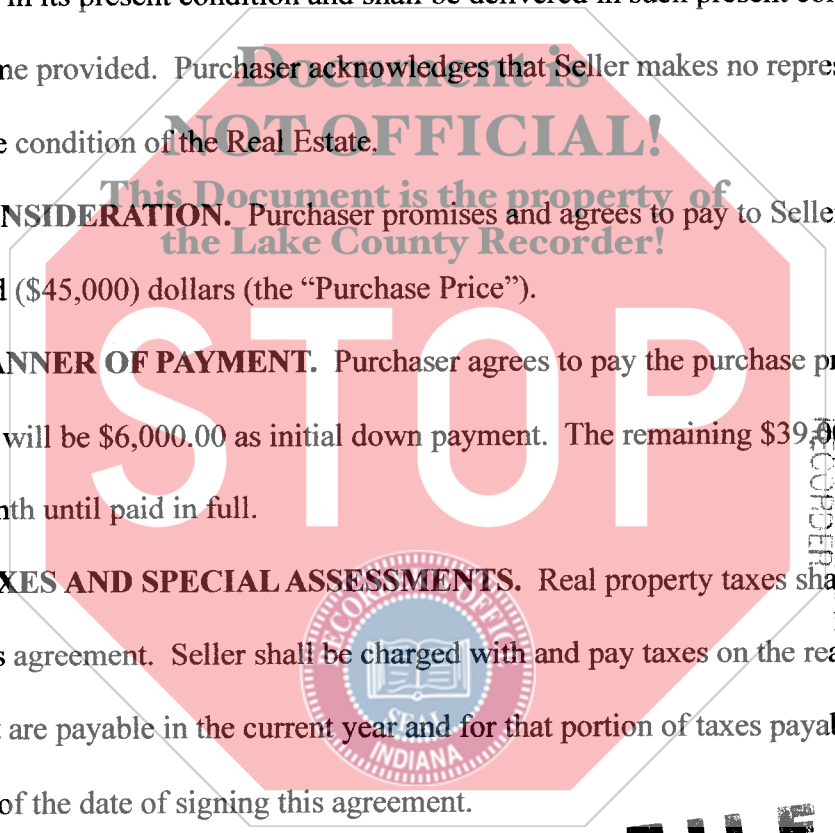 in its present condition and shall be delivered in such present
ne provided. Purchaser acknowledges that Seller makes no repres
e condition of the Real Estate.
NSIDERATION. Purchaser promises and agrees to pay to Selle
d ($45,000) dollars (the “Purchase Price”).
ANNER OF PAYMENT. Purchaser agrees to pay the purchase pr
will be $6,000.00 as initial down payment. The remaining $39,0
nth until paid in full.
XES AND SPECIAL ASSESSMENTS. Real property taxes sha
s agreement. Seller shall be charged with and pay taxes on the rea
t are payable in the current year and for that portion of taxes payab
of the date of signing this agreement.
Document is
NOT OFFICIAL!
This Document is the property of
the Lake County Recorder!
STOP
SEAL
INDIANA
RECORDER